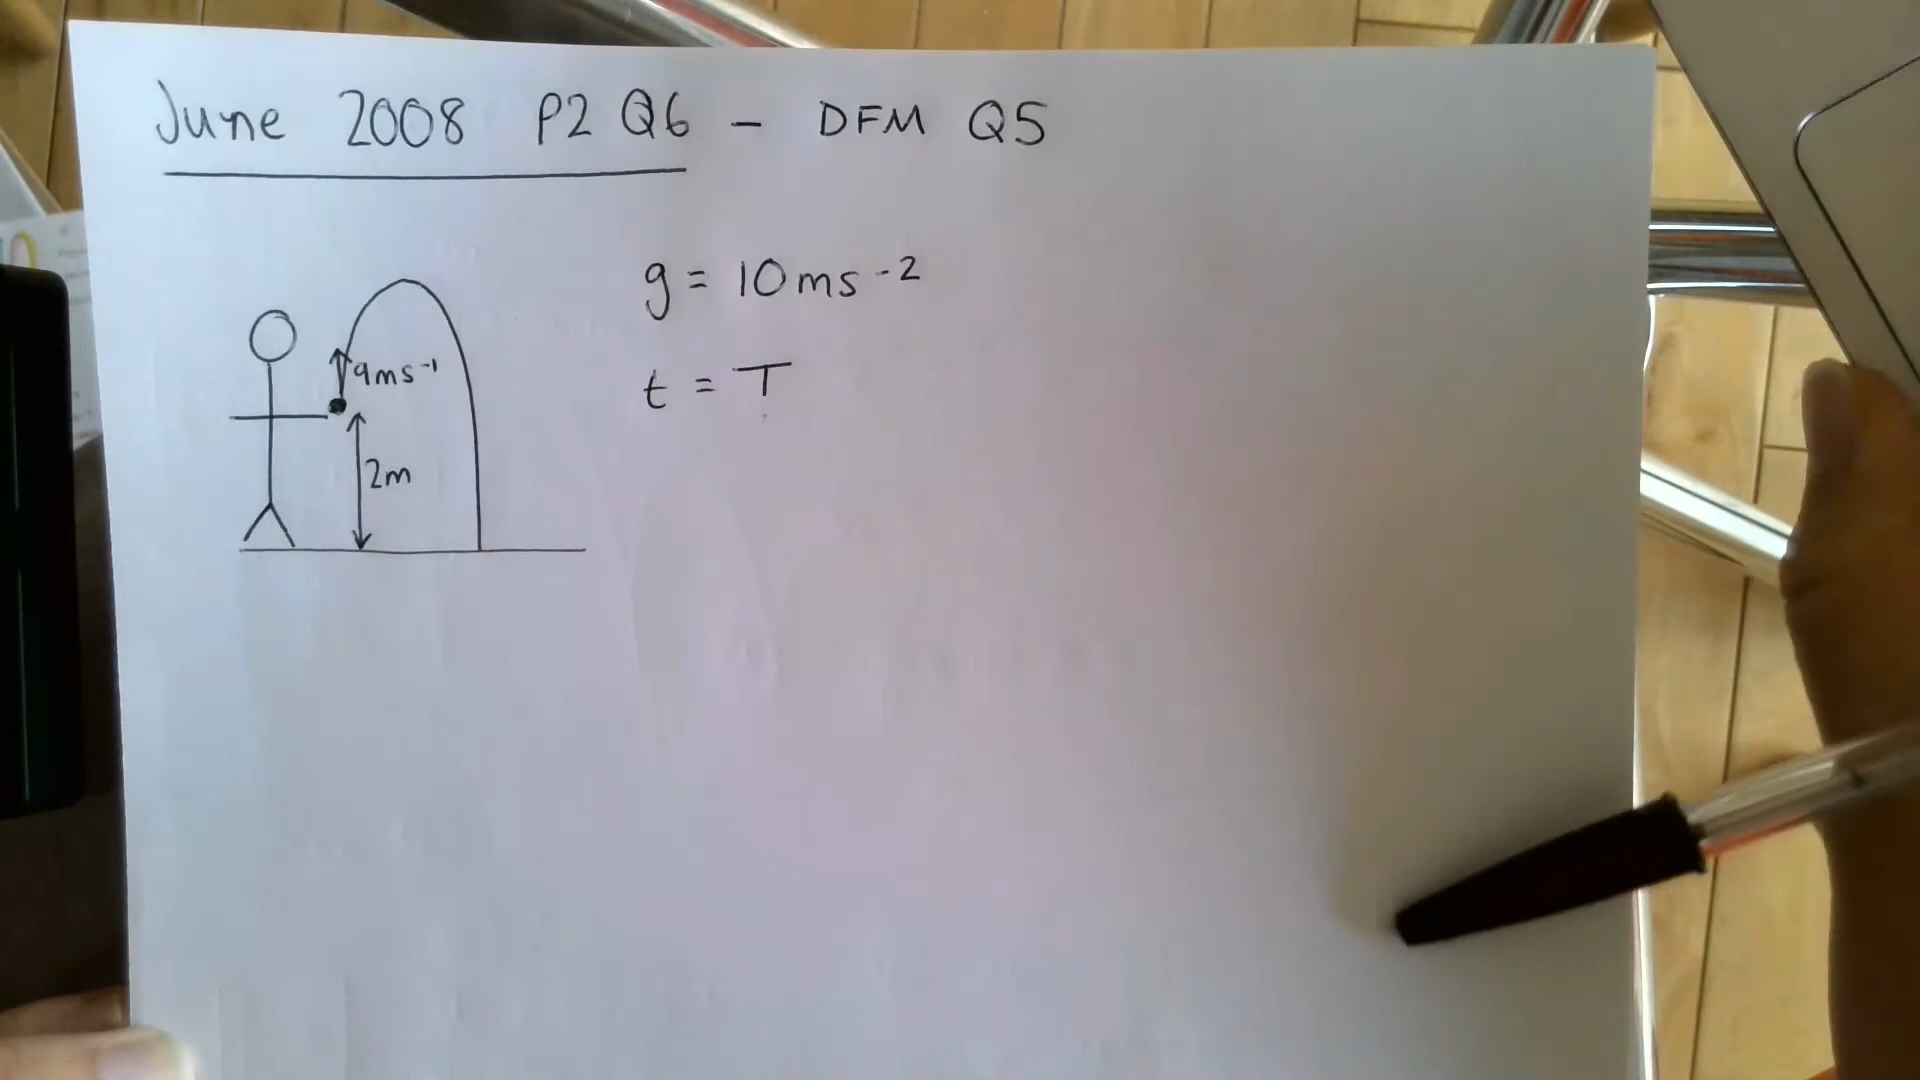 June 2008 P2 Q6 - DFM Q5
g = 10ms⁻²
t = T
9ms⁻¹
2m